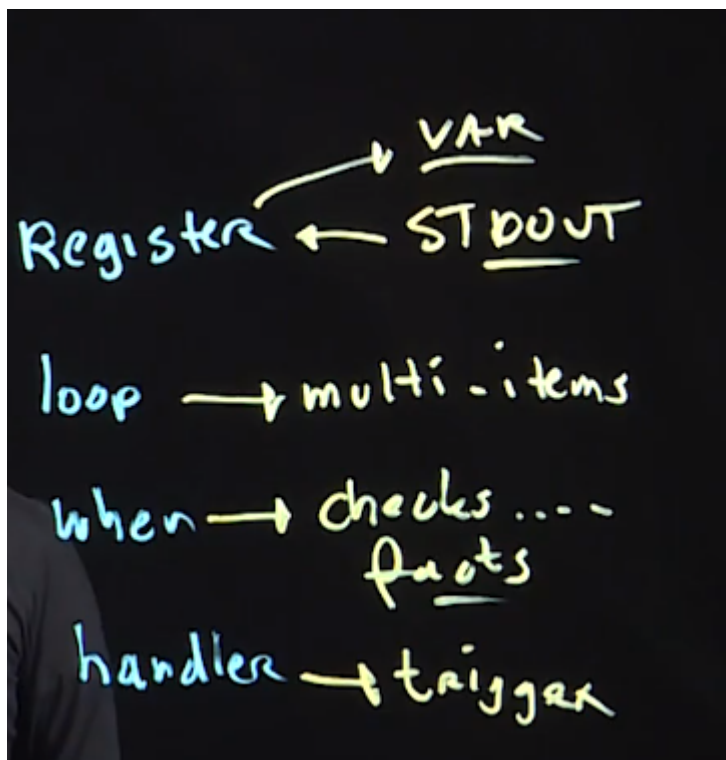 VAR
Register ← STDOUT
loop → multi-items
when → checks....
facts
handler → trigger